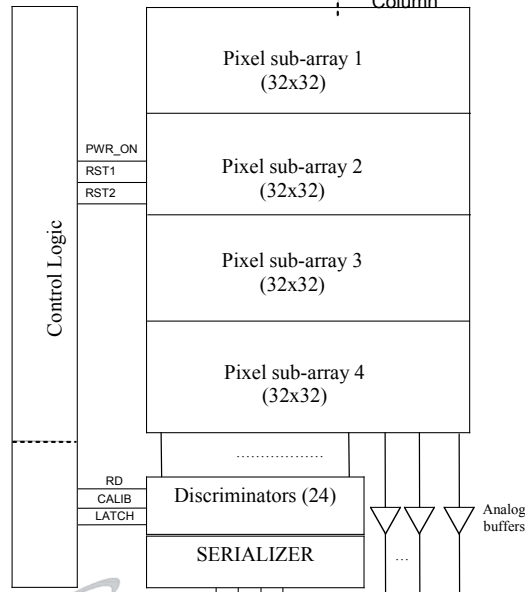 Column
Pixel sub-array 1
(32x32)
PWR_ON
RST1
RST2
Pixel sub-array 2
(32x32)
Control Logic
Pixel sub-array 3
(32x32)
Pixel sub-array 4
(32x32)
....................
RD
CALIB
LATCH
Discriminators (24)
Analog
buffers
SERIALIZER
...